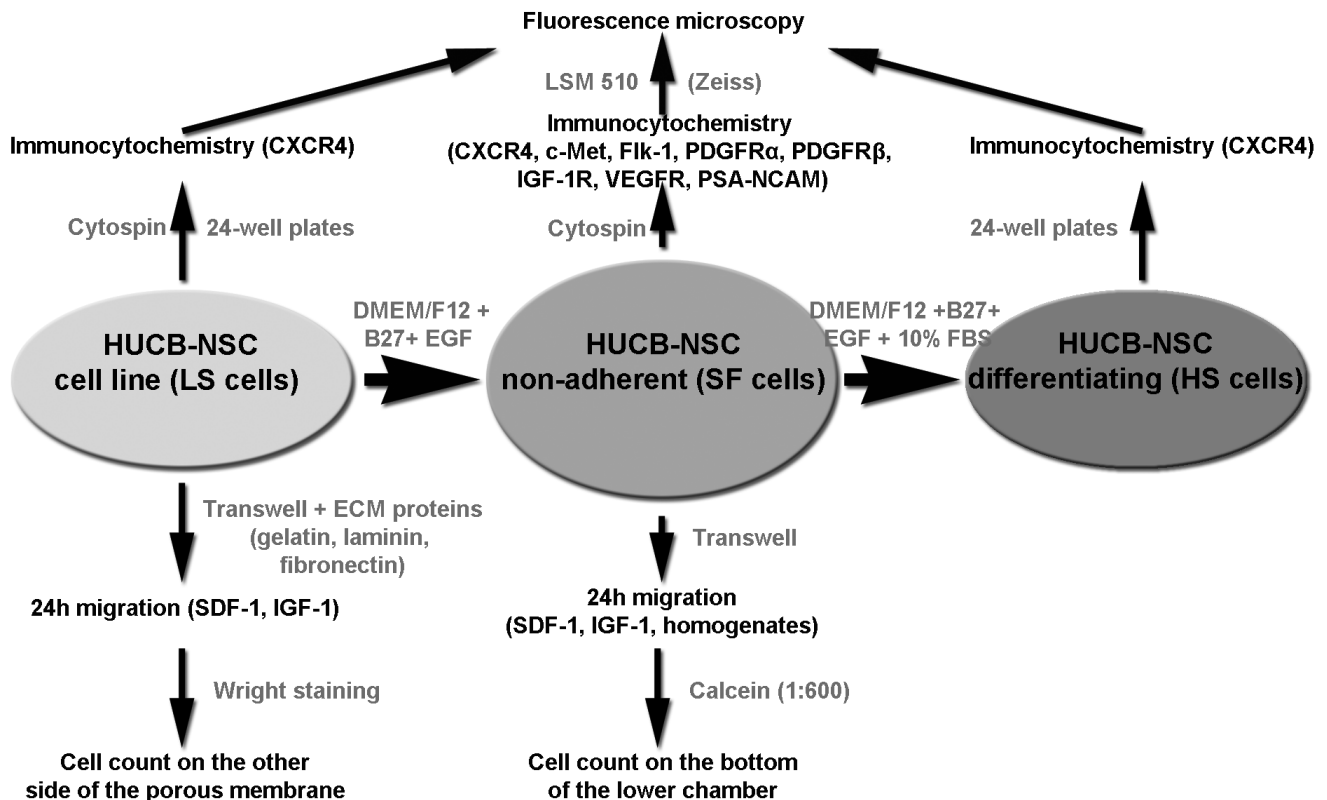 Fluorescence microscopy
LSM 510 (Zeiss)
Immunocytochemistry (CXCR4)
Immunocytochemistry
(CXCR4, c-Met, Flk-1, PDGFRα, PDGFRβ,
IGF-1R, VEGFR, PSA-NCAM)
Immunocytochemistry (CXCR4)
Cytospin
24-well plates
Cytospin
24-well plates
HUCB-NSC
cell line (LS cells)
DMEM/F12 +
B27+ EGF
HUCB-NSC
non-adherent (SF cells)
DMEM/F12 +B27+
EGF + 10% FBS
HUCB-NSC
differentiating (HS cells)
Transwell + ECM proteins
(gelatin, laminin,
fibronectin)
24h migration (SDF-1, IGF-1)
Wright staining
Cell count on the other
side of the porous membrane
Transwell
24h migration
(SDF-1, IGF-1, homogenates)
Calcein (1:600)
Cell count on the bottom
of the lower chamber